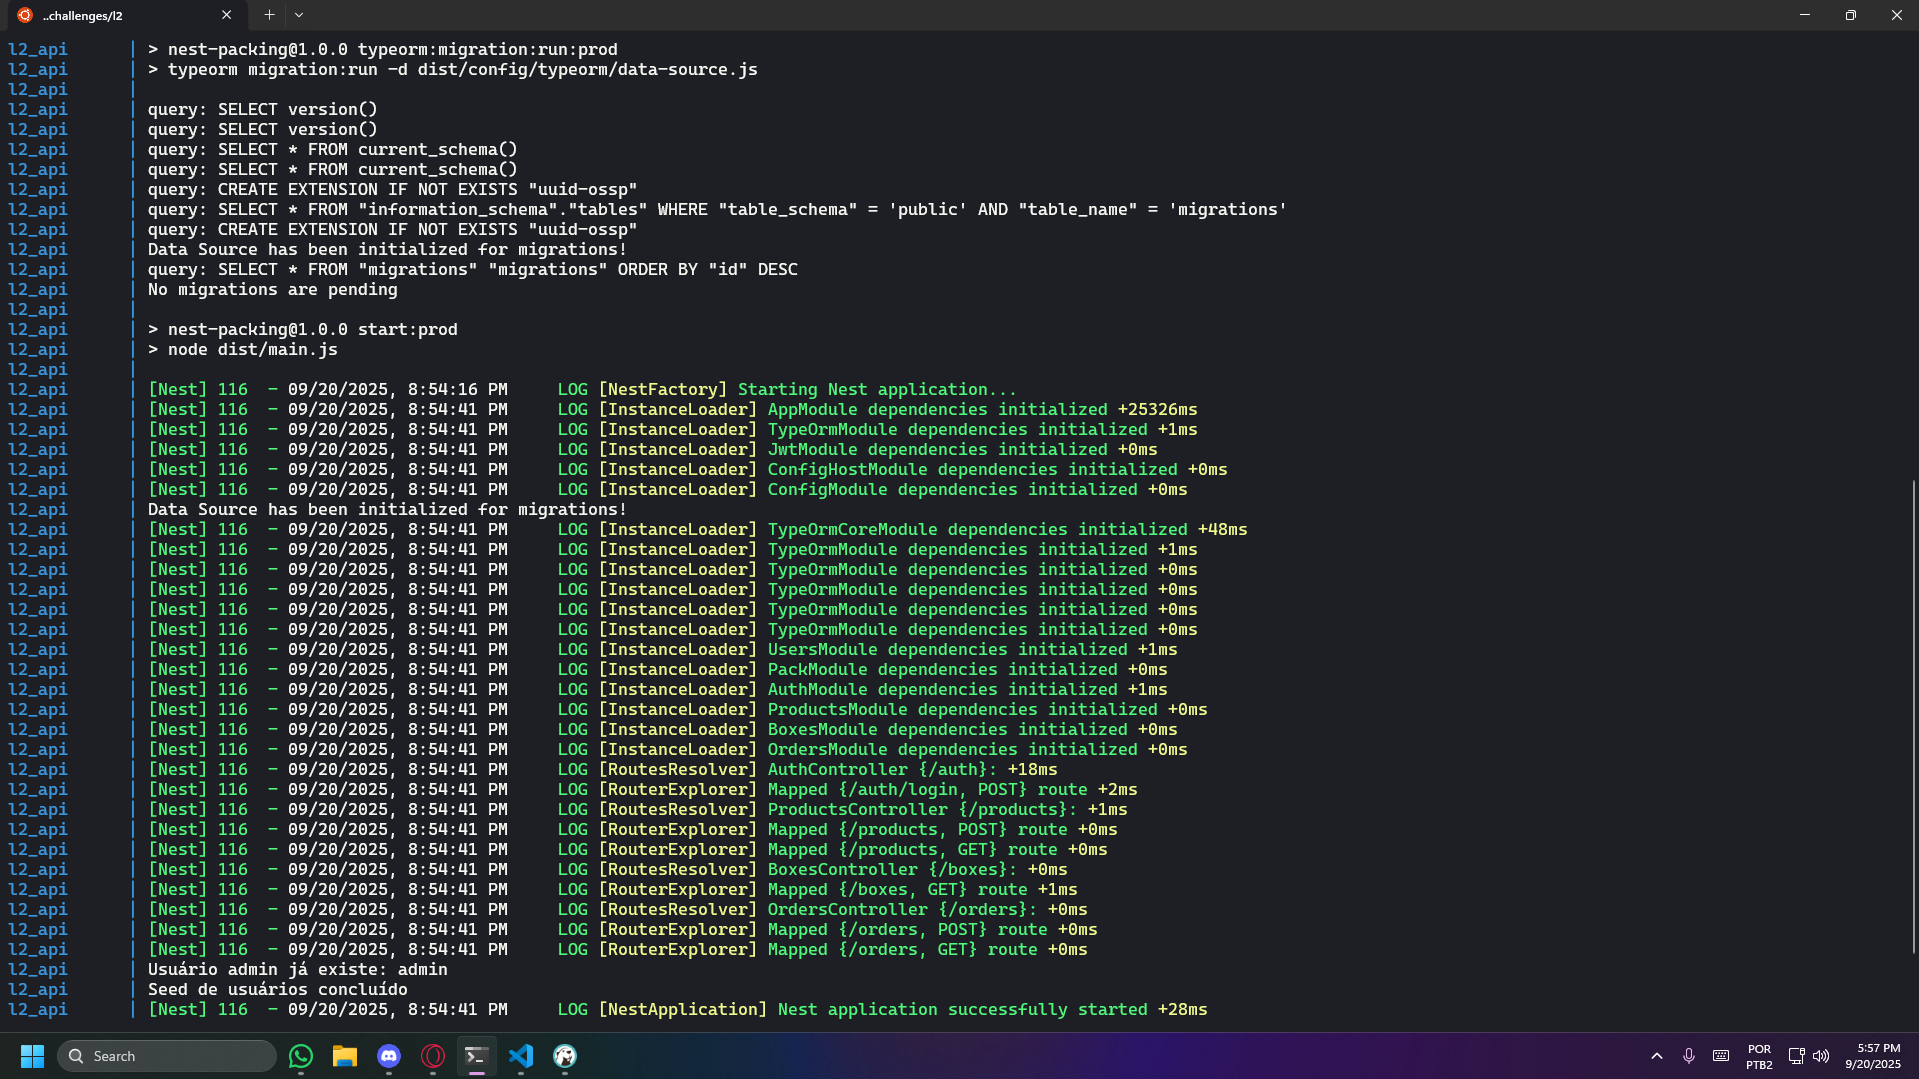 ..challenges/l2
l2_api | > nest-packing@1.0.0 typeorm:migration:run:prod
l2_api | > typeorm migration:run -d dist/config/typeorm/data-source.js
l2_api |
l2_api | query: SELECT version()
l2_api | query: SELECT version()
l2_api | query: SELECT * FROM current_schema()
l2_api | query: SELECT * FROM current_schema()
l2_api | query: CREATE EXTENSION IF NOT EXISTS "uuid-ossp"
l2_api | query: SELECT * FROM "information_schema"."tables" WHERE "table_schema" = 'public' AND "table_name" = 'migrations'
l2_api | query: CREATE EXTENSION IF NOT EXISTS "uuid-ossp"
l2_api | Data Source has been initialized for migrations!
l2_api | query: SELECT * FROM "migrations" "migrations" ORDER BY "id" DESC
l2_api | No migrations are pending
l2_api |
l2_api | > nest-packing@1.0.0 start:prod
l2_api | > node dist/main.js
l2_api |
l2_api | [Nest] 116 - 09/20/2025, 8:54:16 PM LOG [NestFactory] Starting Nest application...
l2_api | [Nest] 116 - 09/20/2025, 8:54:41 PM LOG [InstanceLoader] AppModule dependencies initialized +25326ms
l2_api | [Nest] 116 - 09/20/2025, 8:54:41 PM LOG [InstanceLoader] TypeOrmModule dependencies initialized +1ms
l2_api | [Nest] 116 - 09/20/2025, 8:54:41 PM LOG [InstanceLoader] JwtModule dependencies initialized +0ms
l2_api | [Nest] 116 - 09/20/2025, 8:54:41 PM LOG [InstanceLoader] ConfigHostModule dependencies initialized +0ms
l2_api | [Nest] 116 - 09/20/2025, 8:54:41 PM LOG [InstanceLoader] ConfigModule dependencies initialized +0ms
l2_api | Data Source has been initialized for migrations!
l2_api | [Nest] 116 - 09/20/2025, 8:54:41 PM LOG [InstanceLoader] TypeOrmCoreModule dependencies initialized +48ms
l2_api | [Nest] 116 - 09/20/2025, 8:54:41 PM LOG [InstanceLoader] TypeOrmModule dependencies initialized +1ms
l2_api | [Nest] 116 - 09/20/2025, 8:54:41 PM LOG [InstanceLoader] TypeOrmModule dependencies initialized +0ms
l2_api | [Nest] 116 - 09/20/2025, 8:54:41 PM LOG [InstanceLoader] TypeOrmModule dependencies initialized +0ms
l2_api | [Nest] 116 - 09/20/2025, 8:54:41 PM LOG [InstanceLoader] TypeOrmModule dependencies initialized +0ms
l2_api | [Nest] 116 - 09/20/2025, 8:54:41 PM LOG [InstanceLoader] TypeOrmModule dependencies initialized +0ms
l2_api | [Nest] 116 - 09/20/2025, 8:54:41 PM LOG [InstanceLoader] UsersModule dependencies initialized +1ms
l2_api | [Nest] 116 - 09/20/2025, 8:54:41 PM LOG [InstanceLoader] PackModule dependencies initialized +0ms
l2_api | [Nest] 116 - 09/20/2025, 8:54:41 PM LOG [InstanceLoader] AuthModule dependencies initialized +1ms
l2_api | [Nest] 116 - 09/20/2025, 8:54:41 PM LOG [InstanceLoader] ProductsModule dependencies initialized +0ms
l2_api | [Nest] 116 - 09/20/2025, 8:54:41 PM LOG [InstanceLoader] BoxesModule dependencies initialized +0ms
l2_api | [Nest] 116 - 09/20/2025, 8:54:41 PM LOG [InstanceLoader] OrdersModule dependencies initialized +0ms
l2_api | [Nest] 116 - 09/20/2025, 8:54:41 PM LOG [RoutesResolver] AuthController {/auth}: +18ms
l2_api | [Nest] 116 - 09/20/2025, 8:54:41 PM LOG [RouterExplorer] Mapped {/auth/login, POST} route +2ms
l2_api | [Nest] 116 - 09/20/2025, 8:54:41 PM LOG [RoutesResolver] ProductsController {/products}: +1ms
l2_api | [Nest] 116 - 09/20/2025, 8:54:41 PM LOG [RouterExplorer] Mapped {/products, POST} route +0ms
l2_api | [Nest] 116 - 09/20/2025, 8:54:41 PM LOG [RouterExplorer] Mapped {/products, GET} route +0ms
l2_api | [Nest] 116 - 09/20/2025, 8:54:41 PM LOG [RoutesResolver] BoxesController {/boxes}: +0ms
l2_api | [Nest] 116 - 09/20/2025, 8:54:41 PM LOG [RouterExplorer] Mapped {/boxes, GET} route +1ms
l2_api | [Nest] 116 - 09/20/2025, 8:54:41 PM LOG [RoutesResolver] OrdersController {/orders}: +0ms
l2_api | [Nest] 116 - 09/20/2025, 8:54:41 PM LOG [RouterExplorer] Mapped {/orders, POST} route +0ms
l2_api | [Nest] 116 - 09/20/2025, 8:54:41 PM LOG [RouterExplorer] Mapped {/orders, GET} route +0ms
l2_api | Usuário admin já existe: admin
l2_api | Seed de usuários concluído
l2_api | [Nest] 116 - 09/20/2025, 8:54:41 PM LOG [NestApplication] Nest application successfully started +28ms
Search
POR
PTB2
5:57 PM
9/20/2025